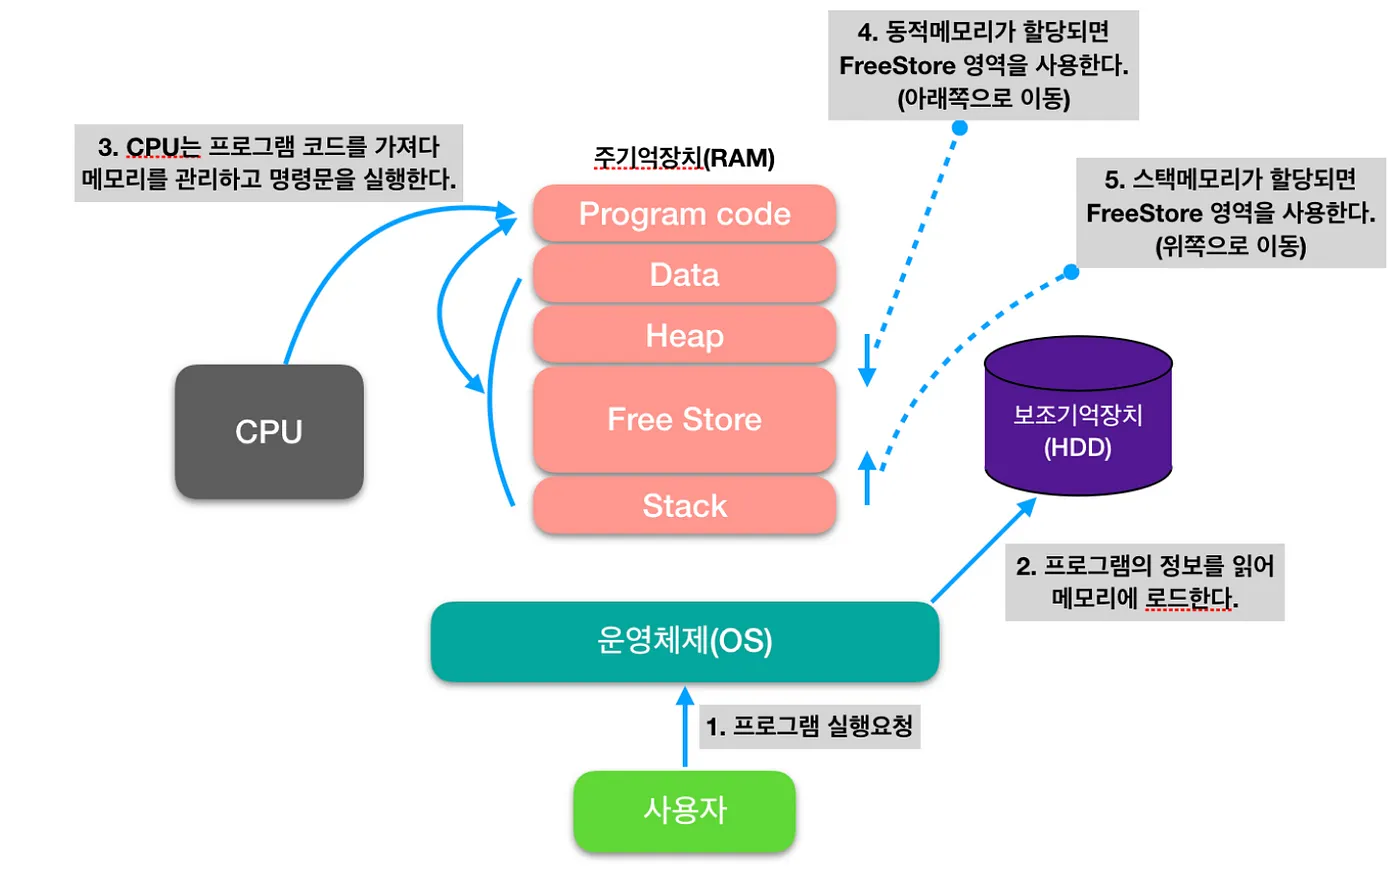 4. 동적메모리가 할당되면
FreeStore 영역을 사용한다.
(아래쪽으로 이동)
3. CPU는 프로그램 코드를 가져다
메모리를 관리하고 명령문을 실행한다.
주기억장치(RAM)
5. 스택메모리가 할당되면
FreeStore 영역을 사용한다.
(위쪽으로 이동)
Program code
Data
Heap
Free Store
Stack
CPU
보조기억장치
(HDD)
2. 프로그램의 정보를 읽어
메모리에 로드한다.
운영체제(OS)
1. 프로그램 실행요청
사용자